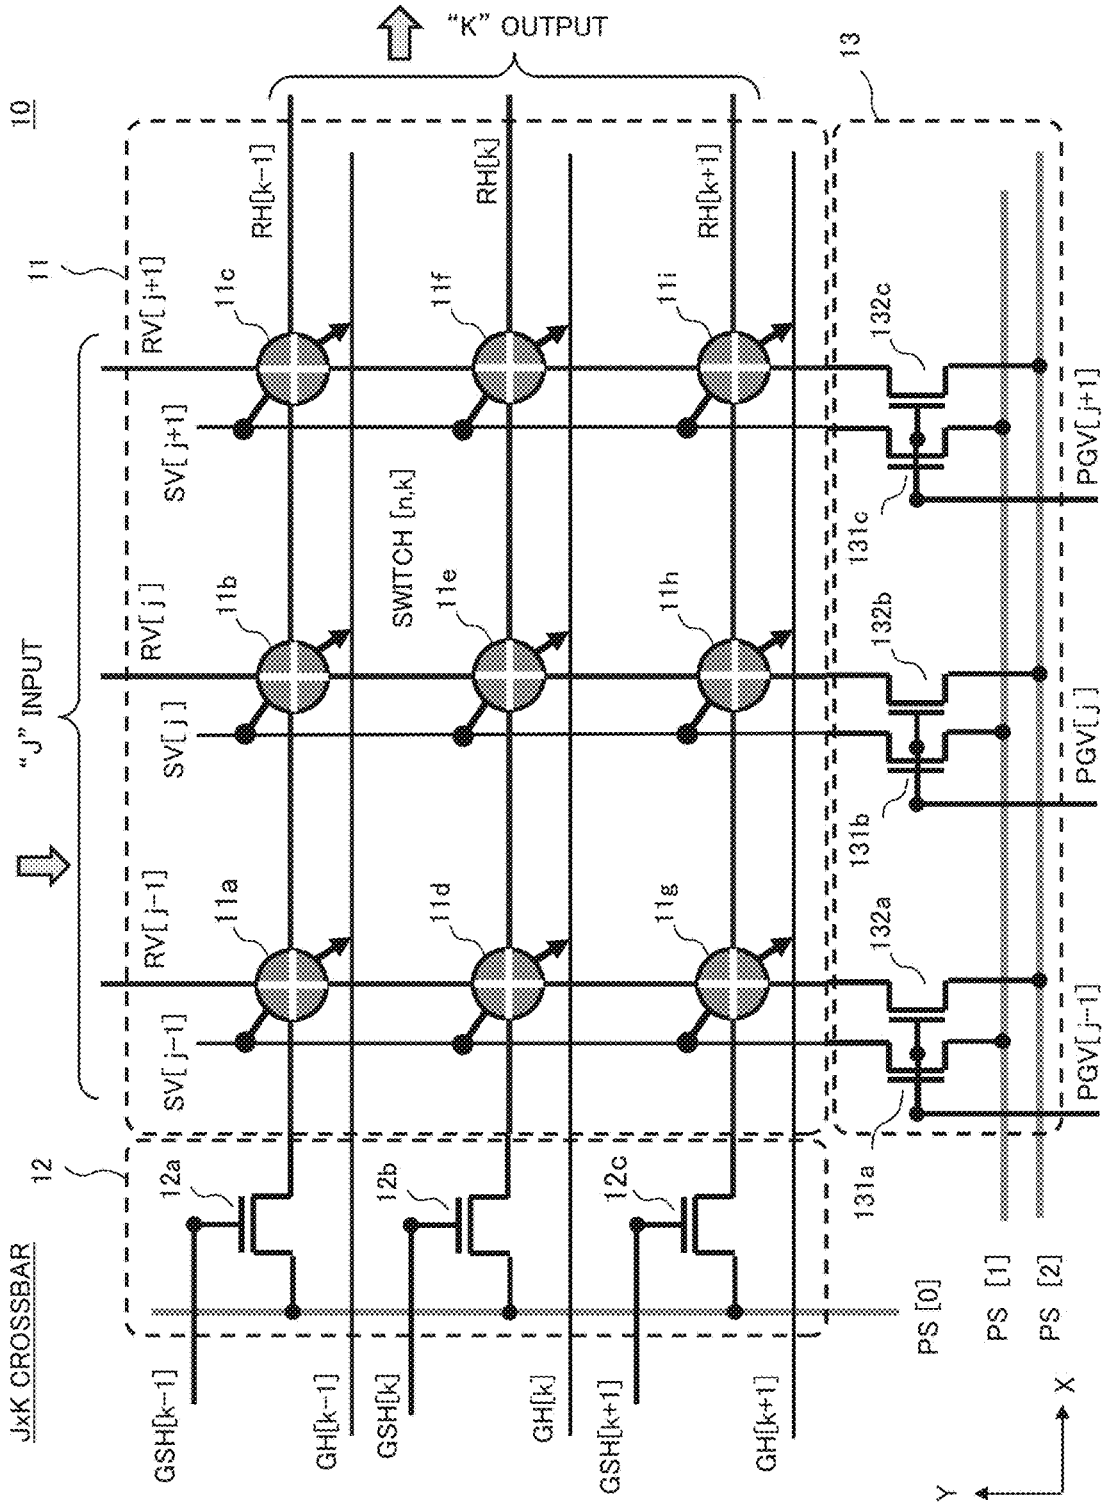 JxK CROSSBAR
10
"J" INPUT
"K" OUTPUT
12
11
13
SV[j-1]
RV[j-1]
SV[j]
RV[j]
SV[j+1]
RV[j+1]
GSH[k-1]
12a
11a
11b
11c
RH[k-1]
GH[k-1]
SWITCH [n,k]
GSH[k]
12b
11d
11e
11f
RH[k]
GH[k]
GSH[k+1]
12c
11g
11h
11i
RH[k+1]
GH[k+1]
131a
132a
131b
132b
131c
132c
PS [0]
PS [1]
PS [2]
PGV[j-1]
PGV[j]
PGV[j+1]
Y
X